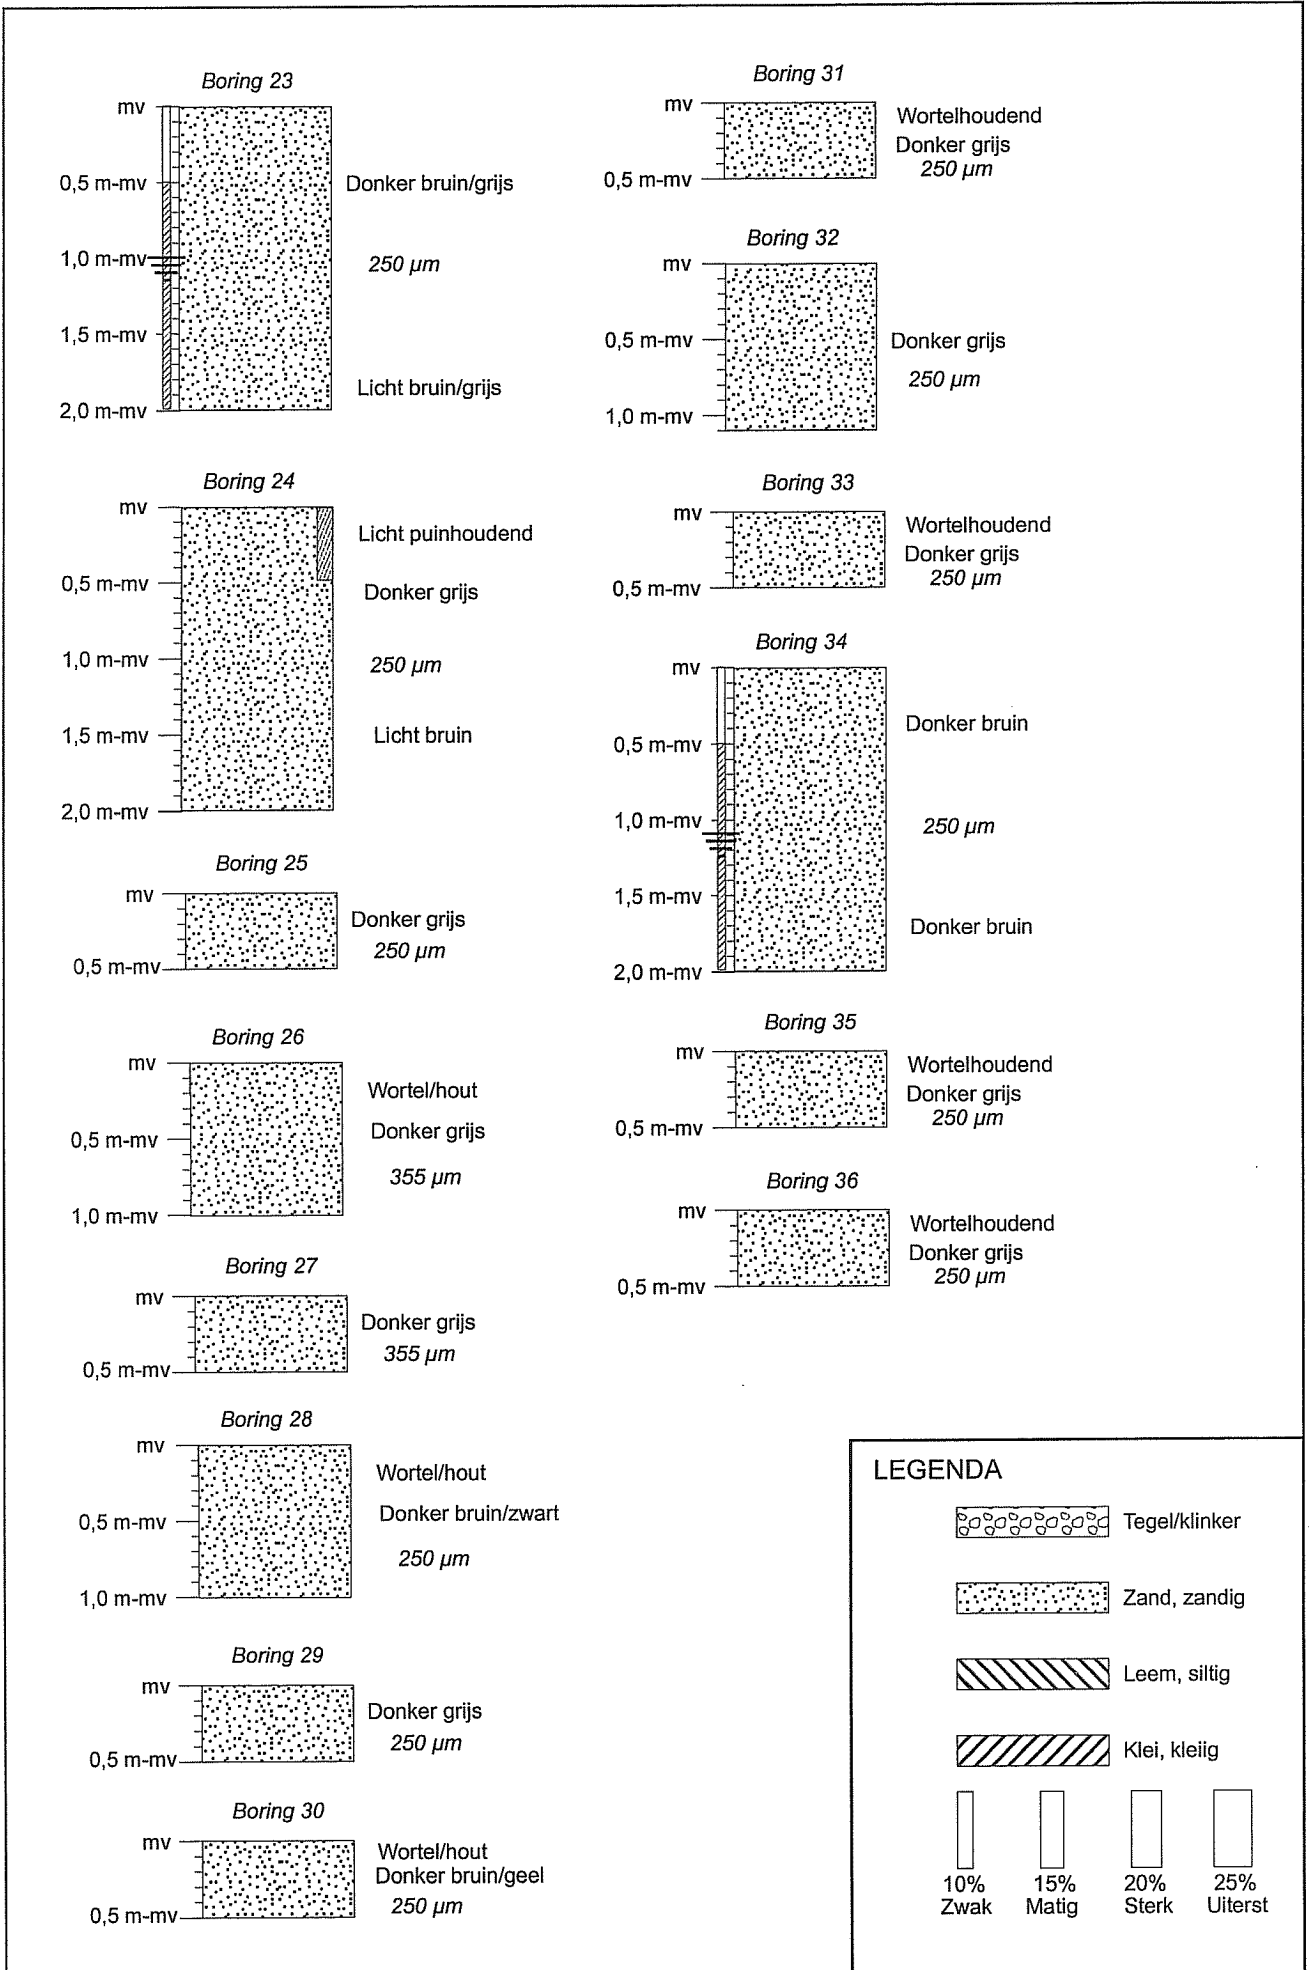 Boring 23
mv
0,5 m-mv
Donker bruin/grijs
1,0 m-mv
250 µm
1,5 m-mv
Licht bruin/grijs
2,0 m-mv
Boring 24
mv
Licht puinhoudend
0,5 m-mv
Donker grijs
1,0 m-mv
250 µm
1,5 m-mv
Licht bruin
2,0 m-mv
Boring 25
mv
Donker grijs
250 µm
0,5 m-mv
Boring 26
mv
Wortel/hout
Donker grijs
0,5 m-mv
355 µm
1,0 m-mv
Boring 27
mv
Donker grijs
355 µm
0,5 m-mv
Boring 28
mv
Wortel/hout
Donker bruin/zwart
0,5 m-mv
250 µm
1,0 m-mv
Boring 29
mv
Donker grijs
250 µm
0,5 m-mv
Boring 30
mv
Wortel/hout
Donker bruin/geel
250 µm
0,5 m-mv
Boring 31
mv
Wortelhoudend
Donker grijs
250 µm
0,5 m-mv
Boring 32
mv
0,5 m-mv
Donker grijs
250 µm
1,0 m-mv
Boring 33
mv
Wortelhoudend
Donker grijs
250 µm
0,5 m-mv
Boring 34
mv
Donker bruin
0,5 m-mv
1,0 m-mv
250 µm
1,5 m-mv
Donker bruin
2,0 m-mv
Boring 35
mv
Wortelhoudend
Donker grijs
250 µm
0,5 m-mv
Boring 36
mv
Wortelhoudend
Donker grijs
250 µm
0,5 m-mv
LEGENDA
Tegel/klinker
Zand, zandig
Leem, siltig
Klei, kleiig
10% 15% 20% 25%
Zwak Matig Sterk Uiterst